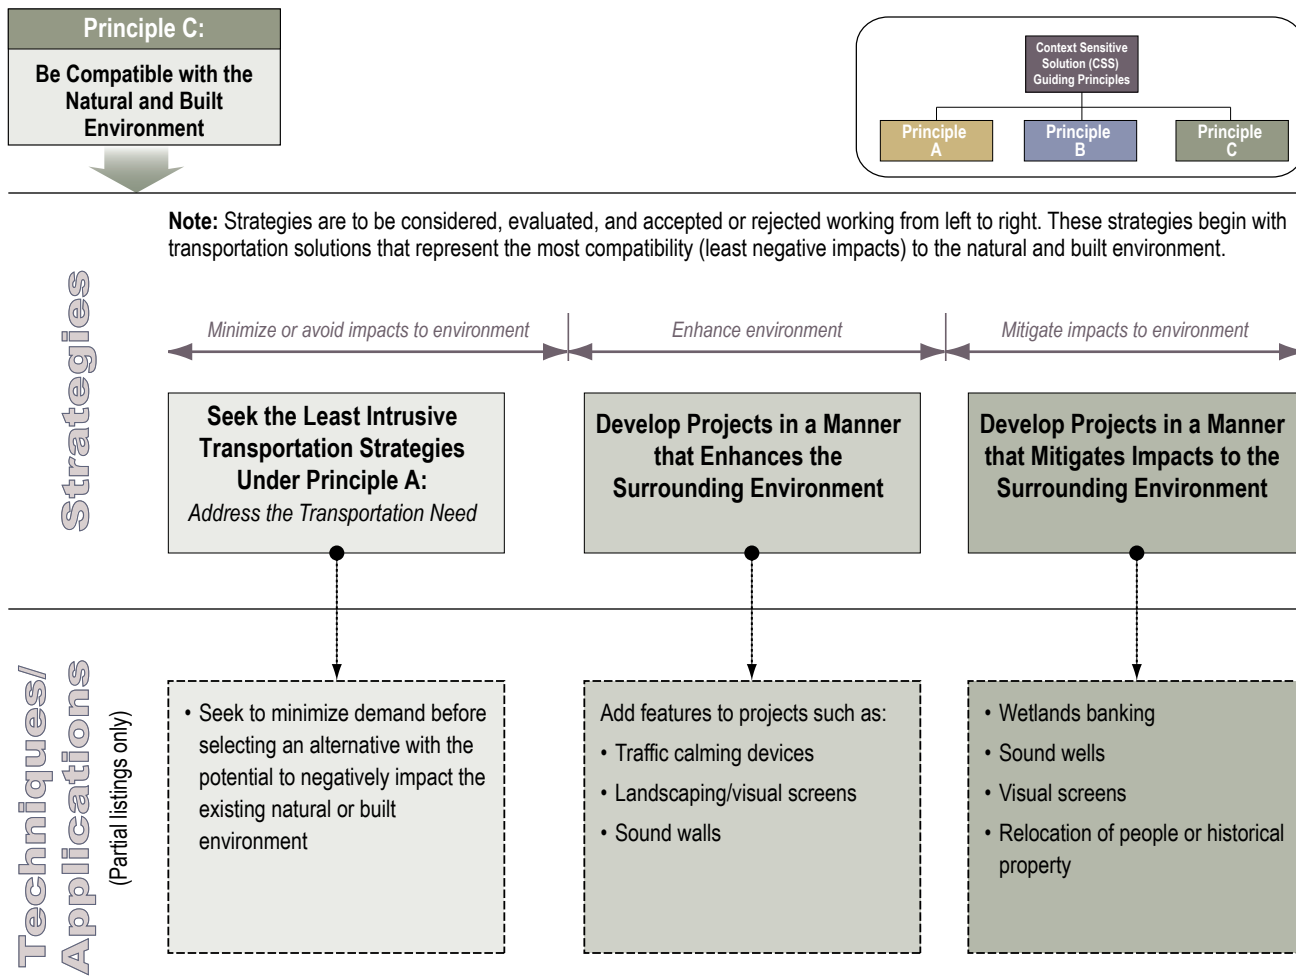 Principle C:
Be Compatible with the
Natural and Built
Environment
Context Sensitive
Solution (CSS)
Guiding Principles
Principle
A
Principle
B
Principle
C
Note: Strategies are to be considered, evaluated, and accepted or rejected working from left to right. These strategies begin with
transportation solutions that represent the most compatibility (least negative impacts) to the natural and built environment.
Strategies
Minimize or avoid impacts to environment
Enhance environment
Mitigate impacts to environment
Seek the Least Intrusive
Transportation Strategies
Under Principle A:
Address the Transportation Need
Develop Projects in a Manner
that Enhances the
Surrounding Environment
Develop Projects in a Manner
that Mitigates Impacts to the
Surrounding Environment
Techniques/
Applications
(Partial listings only)
• Seek to minimize demand before
selecting an alternative with the
potential to negatively impact the
existing natural or built
environment
Add features to projects such as:
• Traffic calming devices
• Landscaping/visual screens
• Sound walls
• Wetlands banking
• Sound wells
• Visual screens
• Relocation of people or historical
property